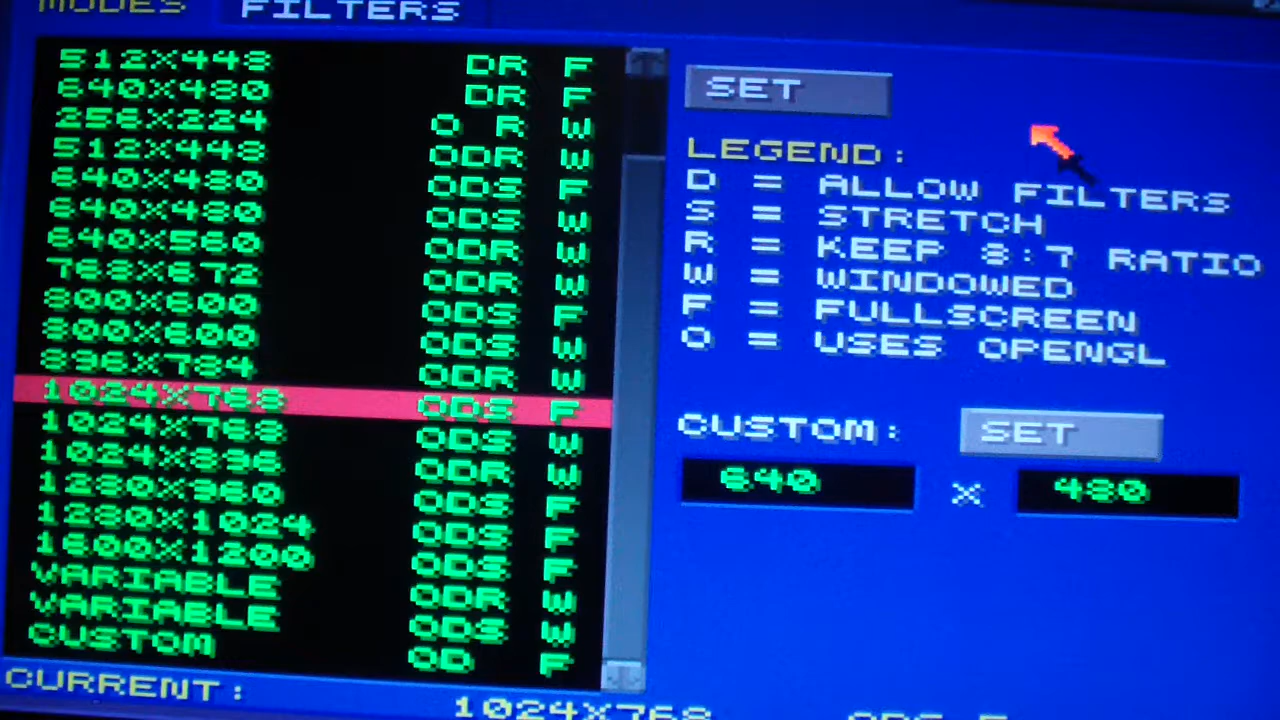 MODES FILTERS
512X448 DR F
640X480 DR F
256X224 O R W
512X448 ODR W
640X480 ODS F
640X480 ODS W
640X560 ODR W
768X672 ODR W
800X600 ODS F
800X600 ODS W
896X784 ODR W
1024X768 ODS F
1024X768 ODS W
1024X896 ODR W
1280X960 ODS F
1280X1024 ODS F
1600X1200 ODS F
VARIABLE ODR W
VARIABLE ODS W
CUSTOM OD F
CURRENT: 1024X768 ODS F
SET
LEGEND:
D = ALLOW FILTERS
S = STRETCH
R = KEEP 8:7 RATIO
W = WINDOWED
F = FULLSCREEN
O = USES OPENGL
CUSTOM: SET
640 X 480